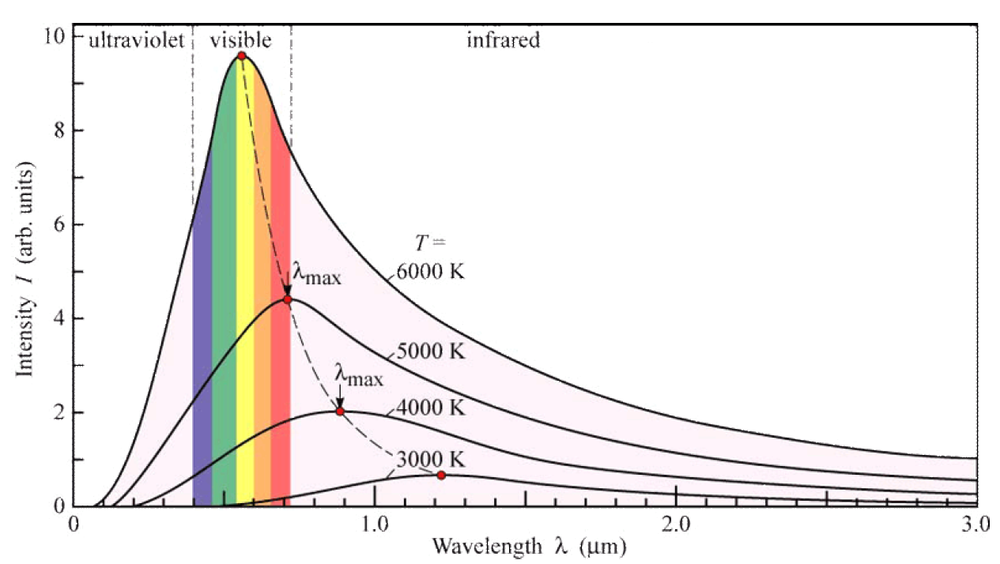 ultraviolet visible infrared
10
8
6
4
2
0
Intensity I (arb. units)
T =
6000 K
λmax
5000 K
λmax
4000 K
3000 K
0 1.0 2.0 3.0
Wavelength λ (μm)